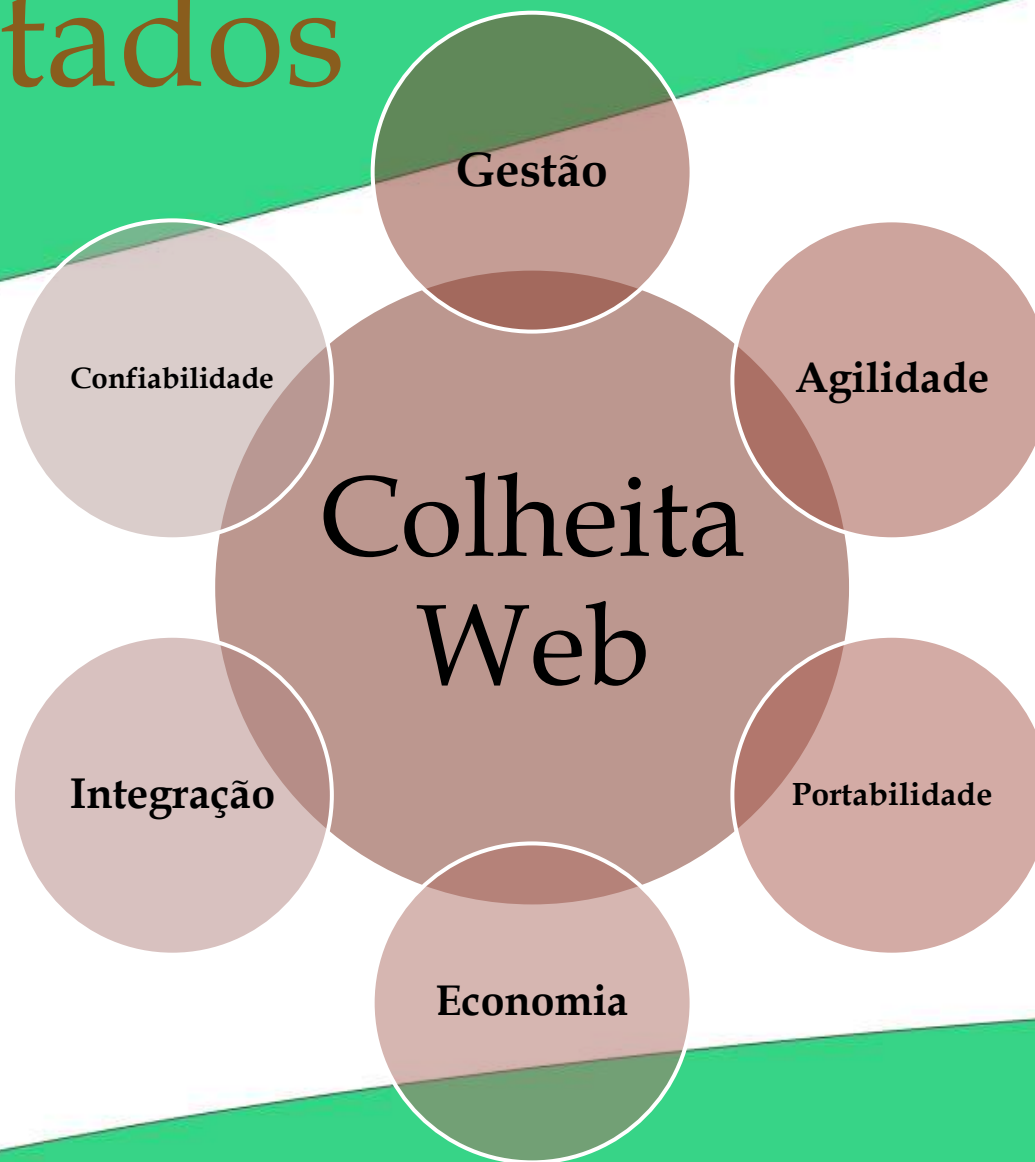 tados
Gestão
Confiabilidade
Agilidade
Colheita
Web
Integração
Portabilidade
Economia